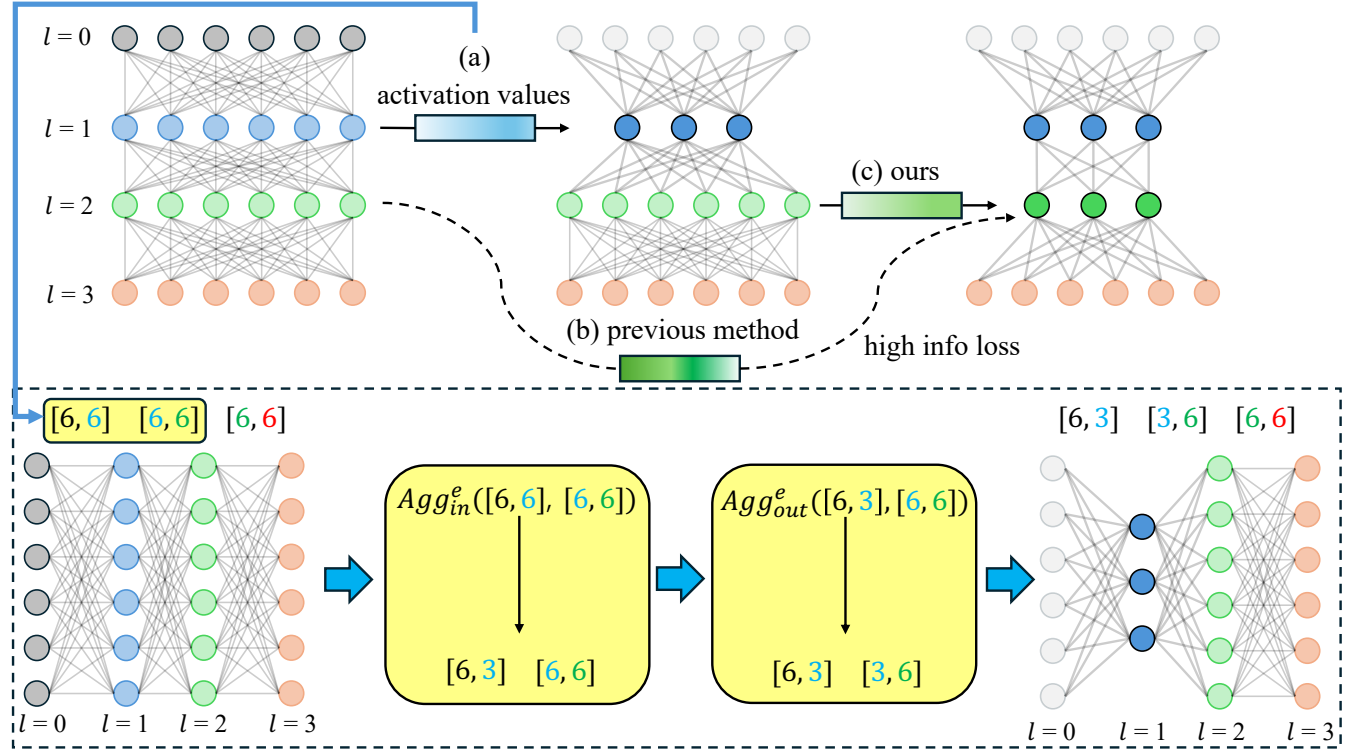 l = 0
(a)
activation values
l = 1
(c) ours
l = 2
l = 3
(b) previous method
high info loss
[6, 6] [6, 6] [6, 6]
[6, 3] [3, 6] [6, 6]
Agg^e_in([6, 6], [6, 6])
[6, 3] [6, 6]
Agg^e_out([6, 3], [6, 6])
[6, 3] [3, 6]
l = 0 l = 1 l = 2 l = 3
l = 0 l = 1 l = 2 l = 3